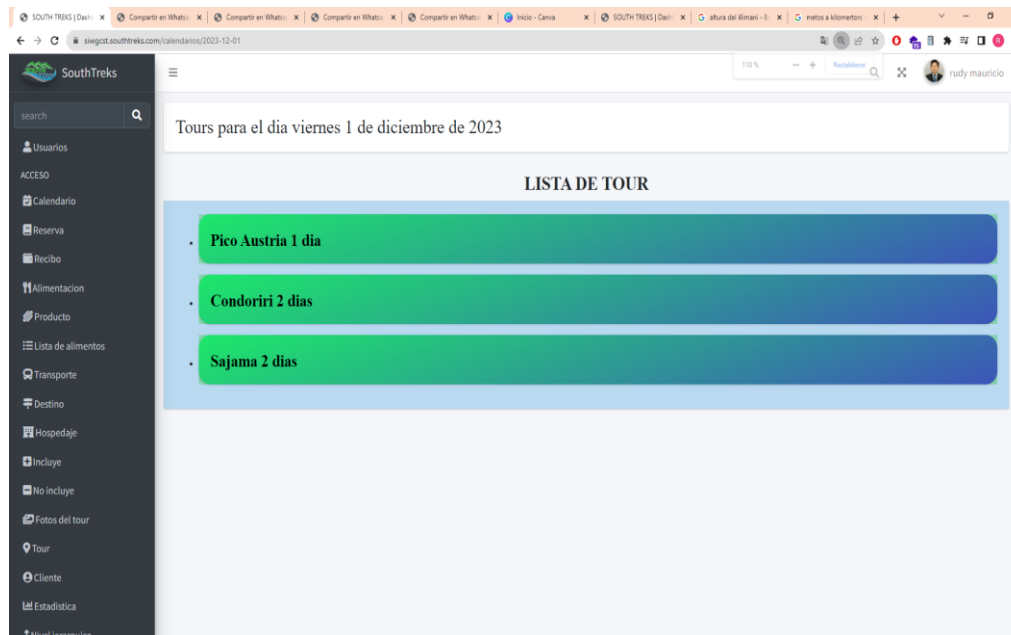 SOUTH TREKS | Dash
Compartir en Whats
Compartir en Whats
Compartir en Whats
Compartir en Whats
Inicio - Canva
SOUTH TREKS | Dash
altura del illimani - B
metos a kilomertors
siwgcst.southtreks.com/calendarios/2023-12-01
SouthTreks
110 %
Restablecer
rudy mauricio
search
Usuarios
ACCESO
Calendario
Reserva
Recibo
Alimentacion
Producto
Lista de alimentos
Transporte
Destino
Hospedaje
Incluye
No incluye
Fotos del tour
Tour
Cliente
Estadistica
Tours para el dia viernes 1 de diciembre de 2023
LISTA DE TOUR
Pico Austria 1 dia
Condoriri 2 dias
Sajama 2 dias